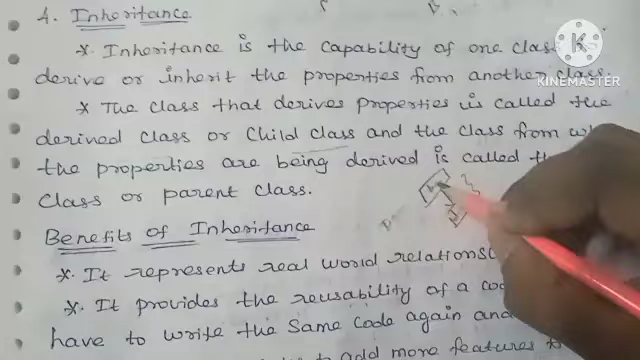 4. Inheritance
*. Inheritance is the capability of one class
derive or inherit the properties from another class.
* The class that derives properties is called the
derived class or child class and the class from
the properties are being derived is called
class or parent class.
Benefits of Inheritance
*. It represents real world
*. It provides the reusability of a
have to write the same code again and
to add more features
KINEMASTER